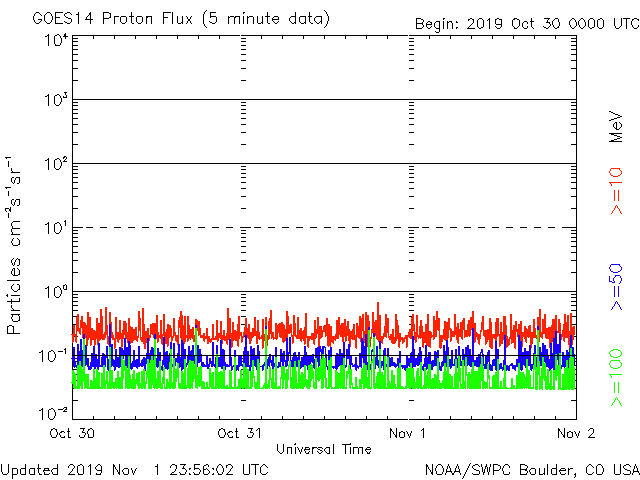 GOES14 Proton Flux (5 minute data)
Begin: 2019 Oct 30 0000 UTC
10⁴
10³
10²
10¹
10⁰
10⁻¹
10⁻²
Particles cm⁻²s⁻¹sr⁻¹
MeV
>=10
>=50
>=100
Oct 30
Oct 31
Nov 1
Nov 2
Universal Time
Updated 2019 Nov 1 23:56:02 UTC
NOAA/SWPC Boulder, CO USA